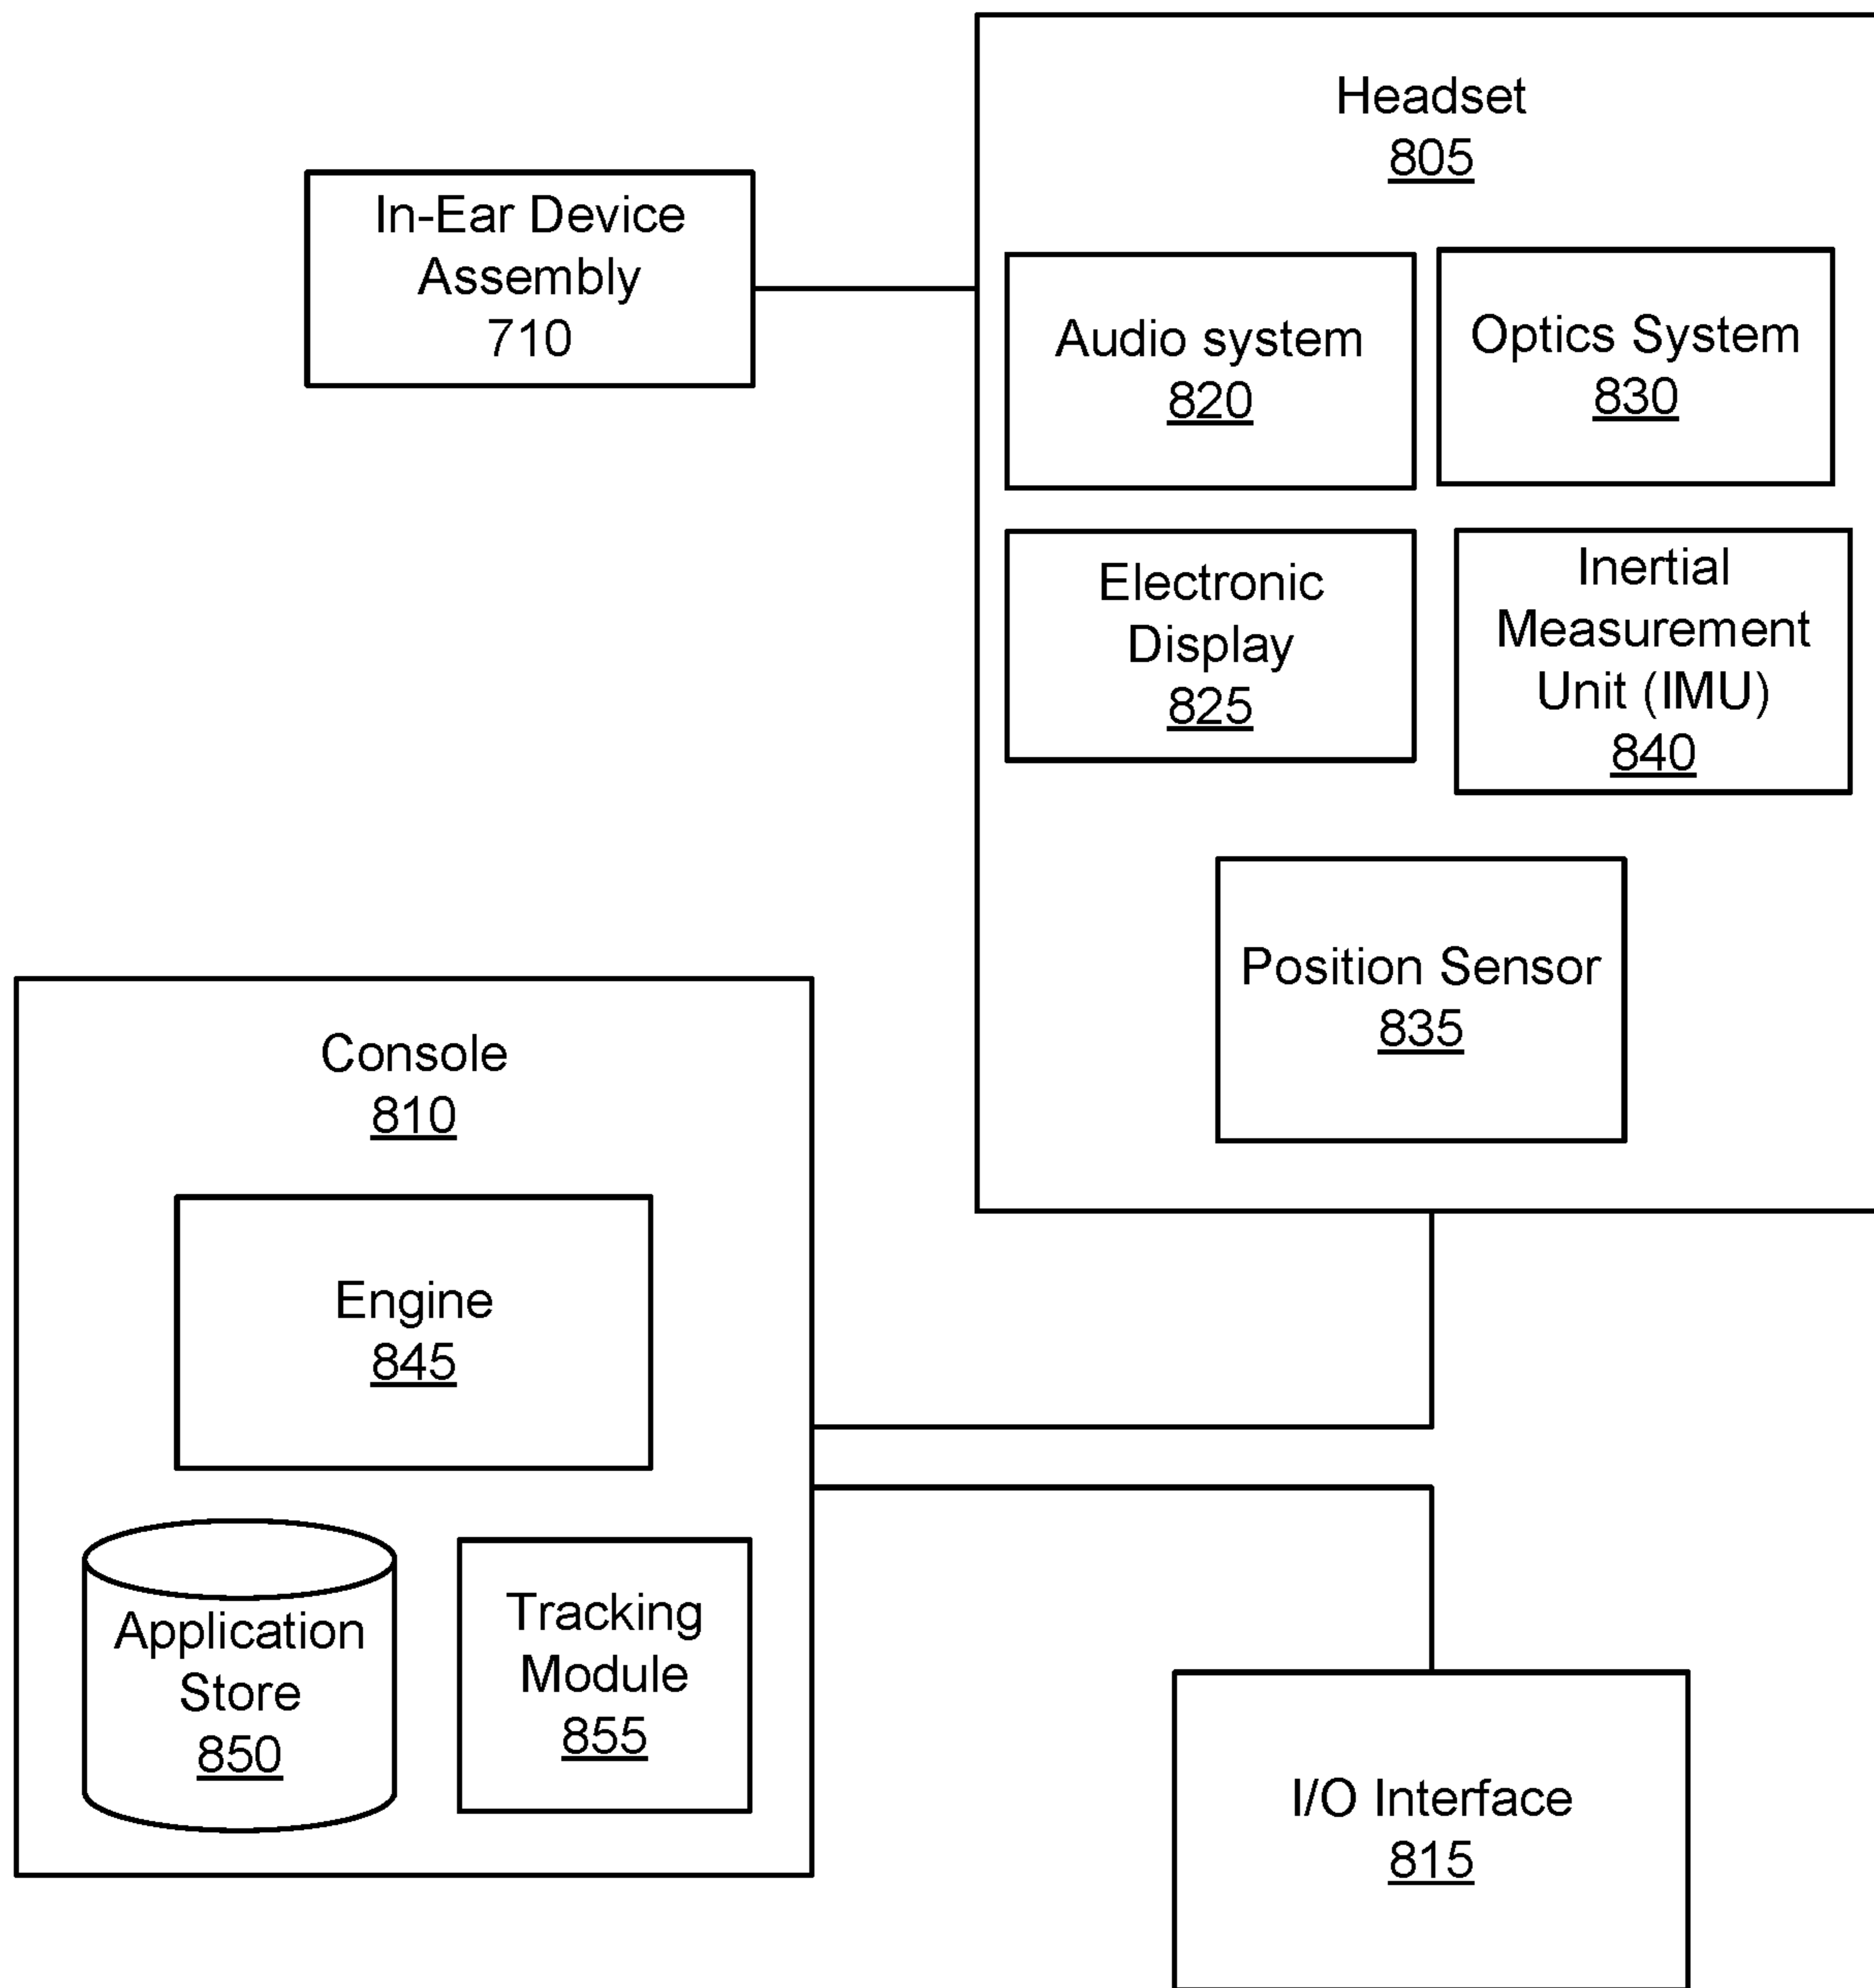 Headset
805
In-Ear Device
Assembly
710
Audio system
820
Optics System
830
Electronic
Display
825
Inertial
Measurement
Unit (IMU)
840
Position Sensor
835
Console
810
Engine
845
Application
Store
850
Tracking
Module
855
I/O Interface
815